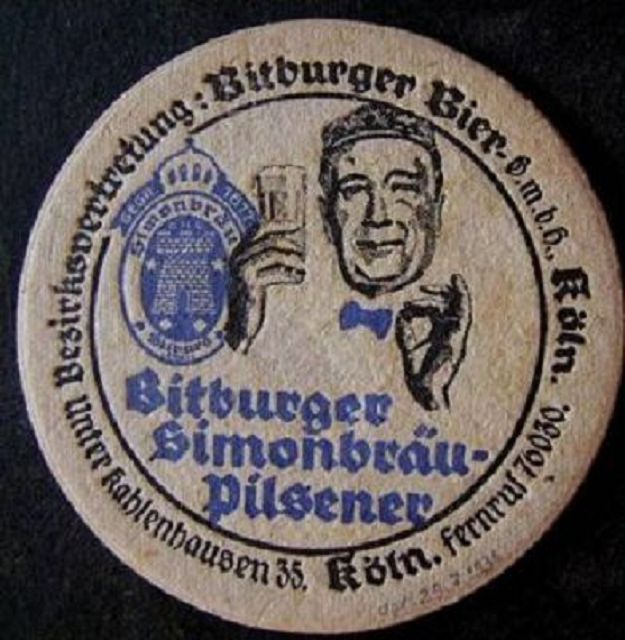 Bezirksvertretung: Bitburger Bier-G.m.b.H., Köln.
Unter Kahlenhausen 35. Köln. Fernruf 76030.
Simonbräu
Bitburger
Simonbräu-
Pilsener